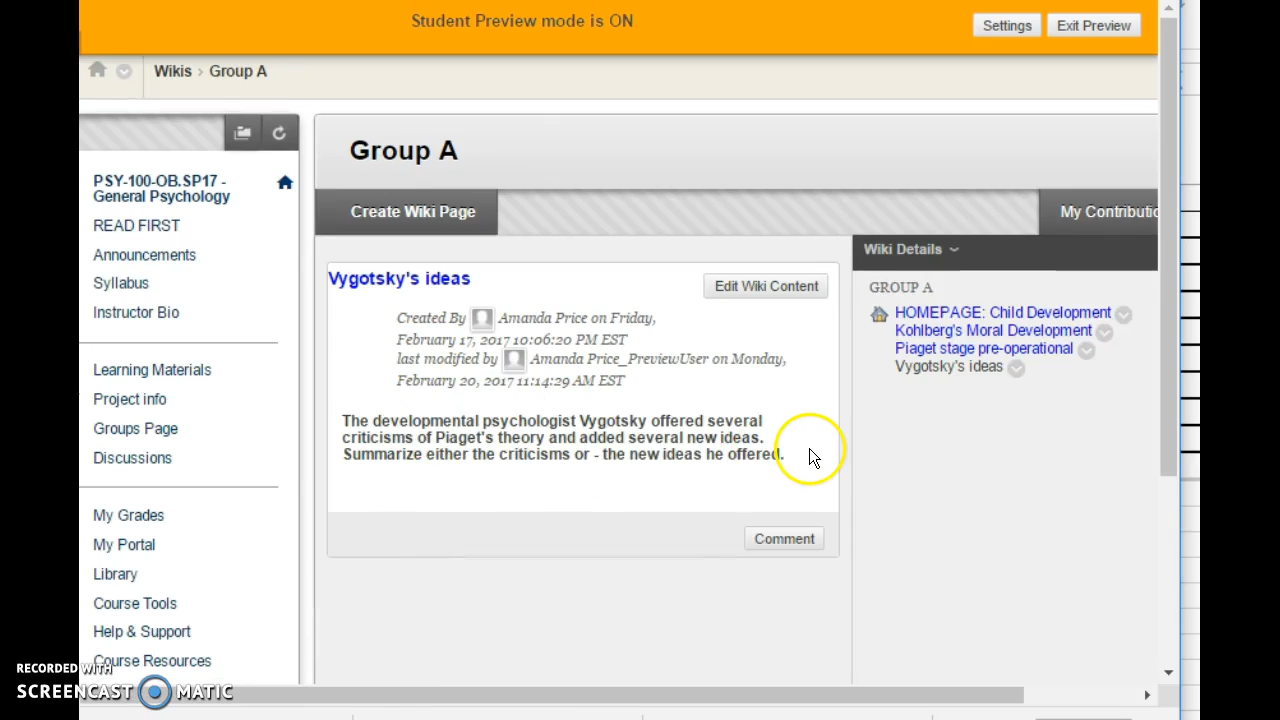 Student Preview mode is ON
Settings
Exit Preview
Wikis > Group A
PSY-100-OB.SP17 -
General Psychology
READ FIRST
Announcements
Syllabus
Instructor Bio
Learning Materials
Project info
Groups Page
Discussions
My Grades
My Portal
Library
Course Tools
Help & Support
Course Resources
Group A
Create Wiki Page
My Contributio
Vygotsky's ideas
Edit Wiki Content
Created By Amanda Price on Friday,
February 17, 2017 10:06:20 PM EST
last modified by Amanda Price_PreviewUser on Monday,
February 20, 2017 11:14:29 AM EST
The developmental psychologist Vygotsky offered several
criticisms of Piaget's theory and added several new ideas.
Summarize either the criticisms or - the new ideas he offered.
Comment
Wiki Details
GROUP A
HOMEPAGE: Child Development
Kohlberg's Moral Development
Piaget stage pre-operational
Vygotsky's ideas
RECORDED WITH
SCREENCAST MATIC